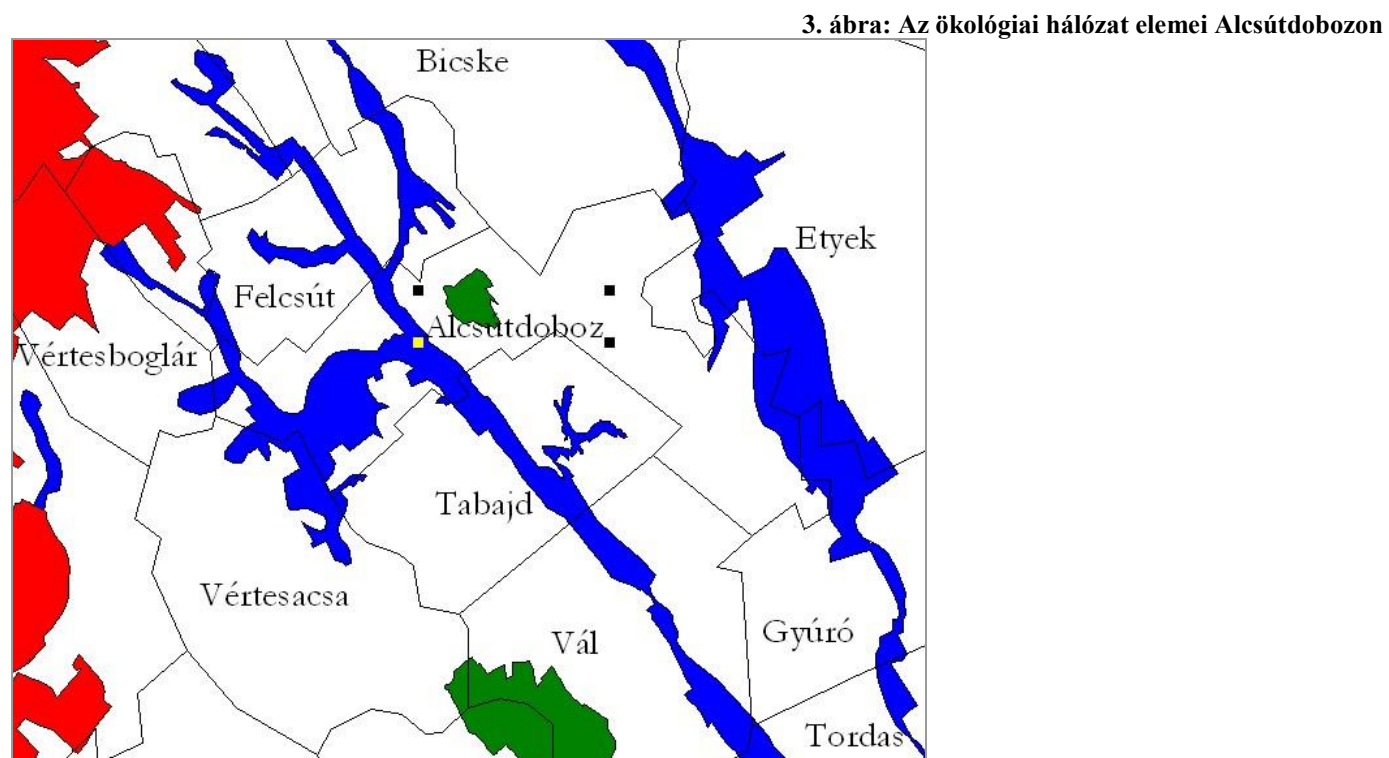 3. ábra: Az ökológiai hálózat elemei Alcsútdobozon
Bicske
Etyek
Felcsút
Alcsútdoboz
Vértesboglár
Tabajd
Vértesacsa
Vál
Gyúró
Tordas